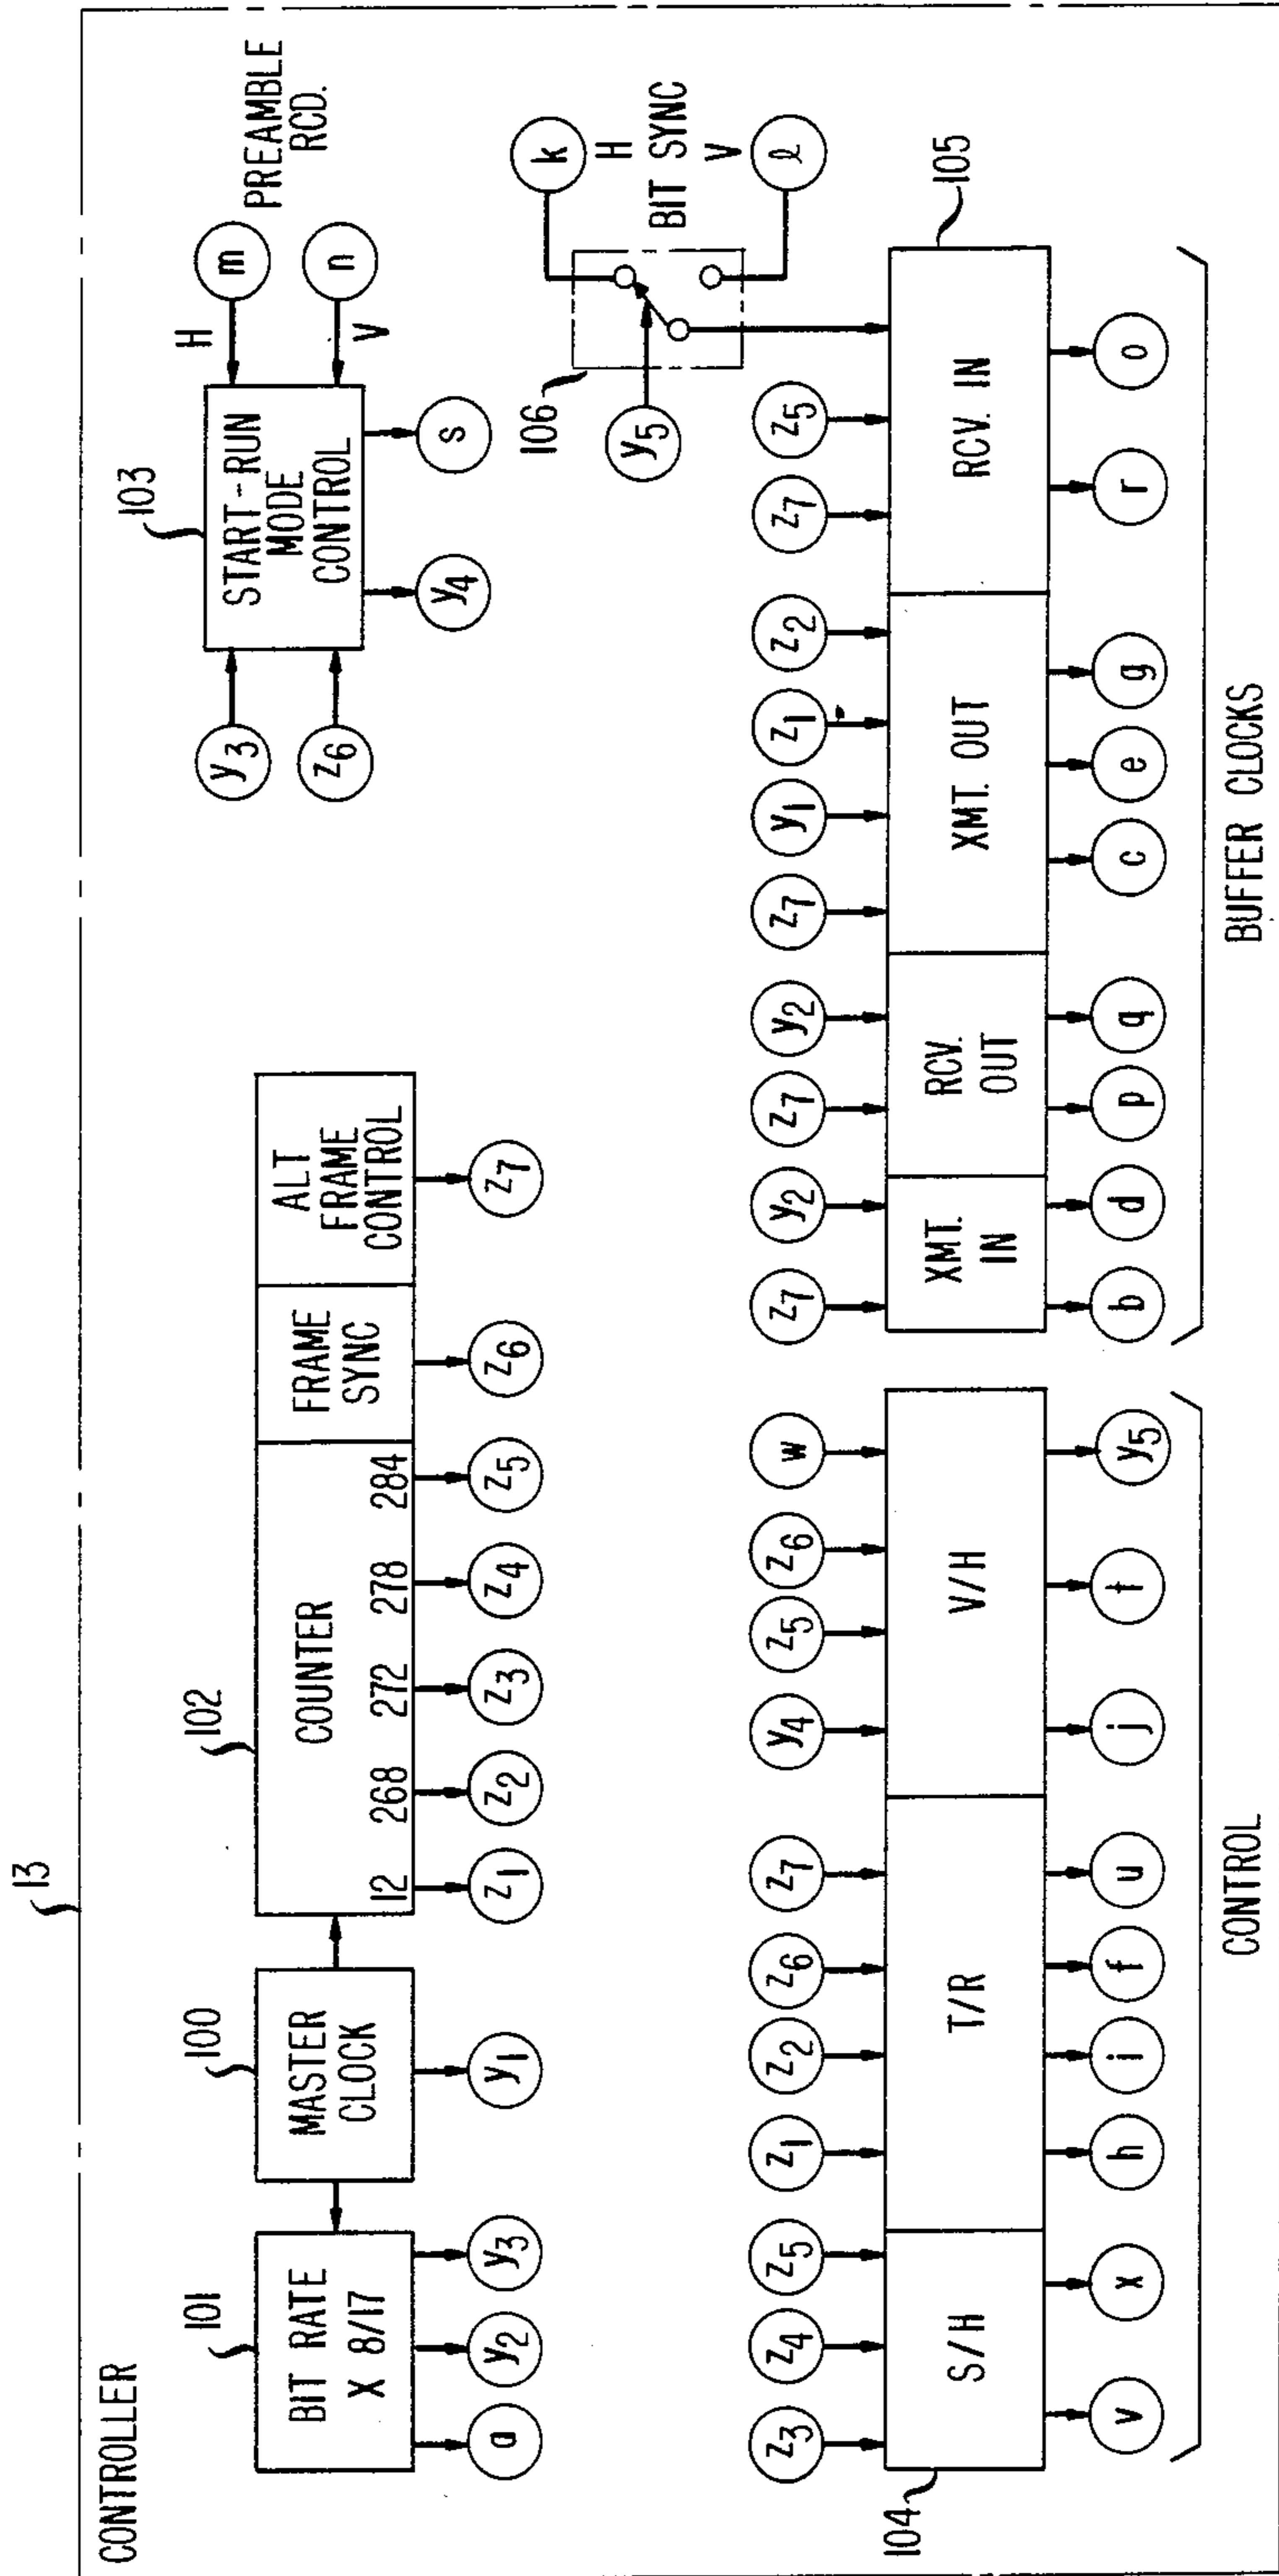 13
CONTROLLER
101
BIT RATE
X 8/17
a
y2
y3
100
MASTER
CLOCK
y1
102
COUNTER
12 268 272 278 284
z1 z2 z3 z4 z5
FRAME
SYNC
z6
ALT
FRAME
CONTROL
z7
103
START-RUN
MODE
CONTROL
y3
z6
H
m
V
n
PREAMBLE
RCD.
y4
s
106
y5
k
H
BIT SYNC
V
ℓ
104
z3 z4 z5 z1 z2 z6 z7 y4 z5 z6 w
S/H
T/R
V/H
v x h i f u j t y5
CONTROL
105
z7 y2 z7 y2 z7 y1 z1 z2 z7 z5
XMT.
IN
RCV.
OUT
XMT. OUT
RCV. IN
b d p q c e g r o
BUFFER CLOCKS